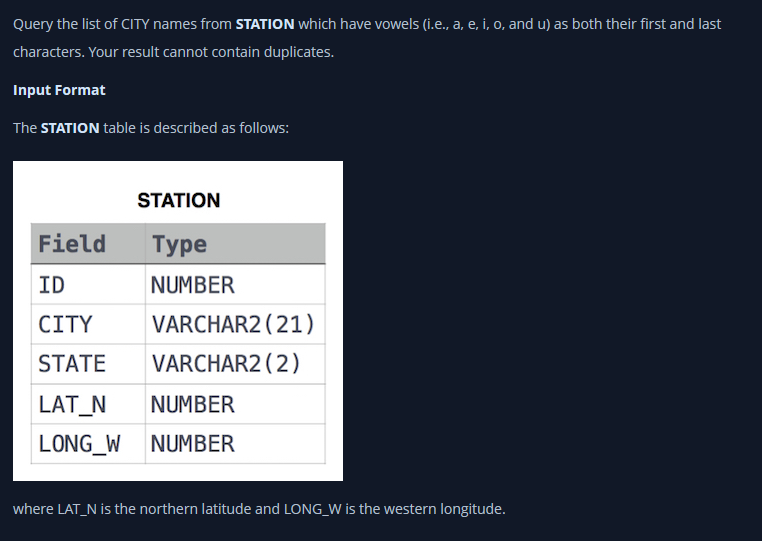 Query the list of CITY names from STATION which have vowels (i.e., a, e, i, o, and u) as both their first and last
characters. Your result cannot contain duplicates.
Input Format
The STATION table is described as follows:
STATION
Field Type
ID NUMBER
CITY VARCHAR2(21)
STATE VARCHAR2(2)
LAT_N NUMBER
LONG_W NUMBER
where LAT_N is the northern latitude and LONG_W is the western longitude.